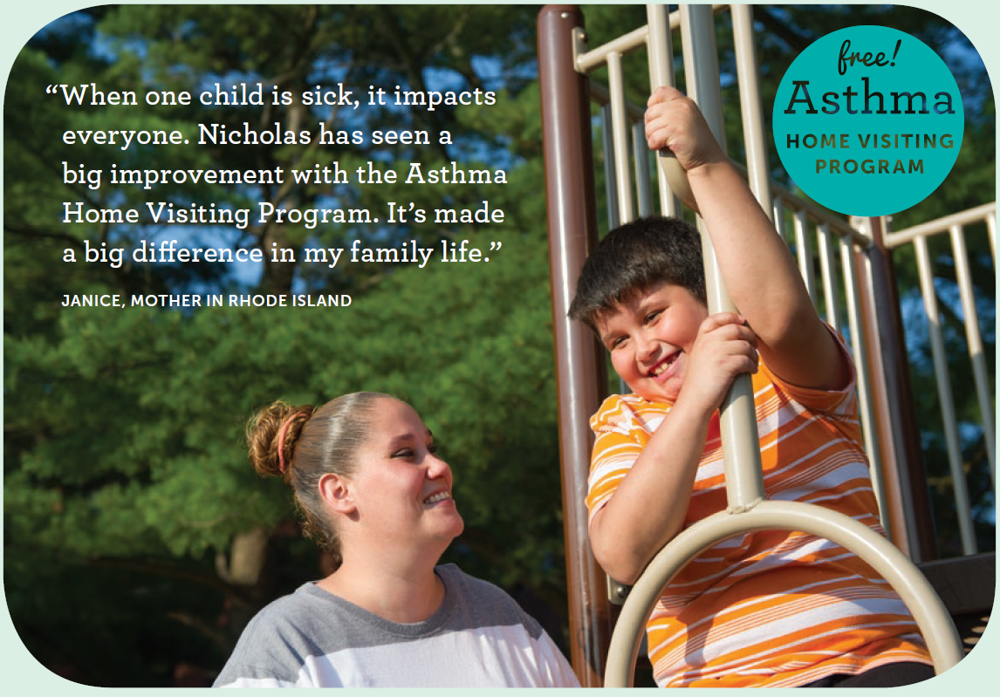 “When one child is sick, it impacts
everyone. Nicholas has seen a
big improvement with the Asthma
Home Visiting Program. It’s made
a big difference in my family life.”
JANICE, MOTHER IN RHODE ISLAND
free!
Asthma
HOME VISITING
PROGRAM